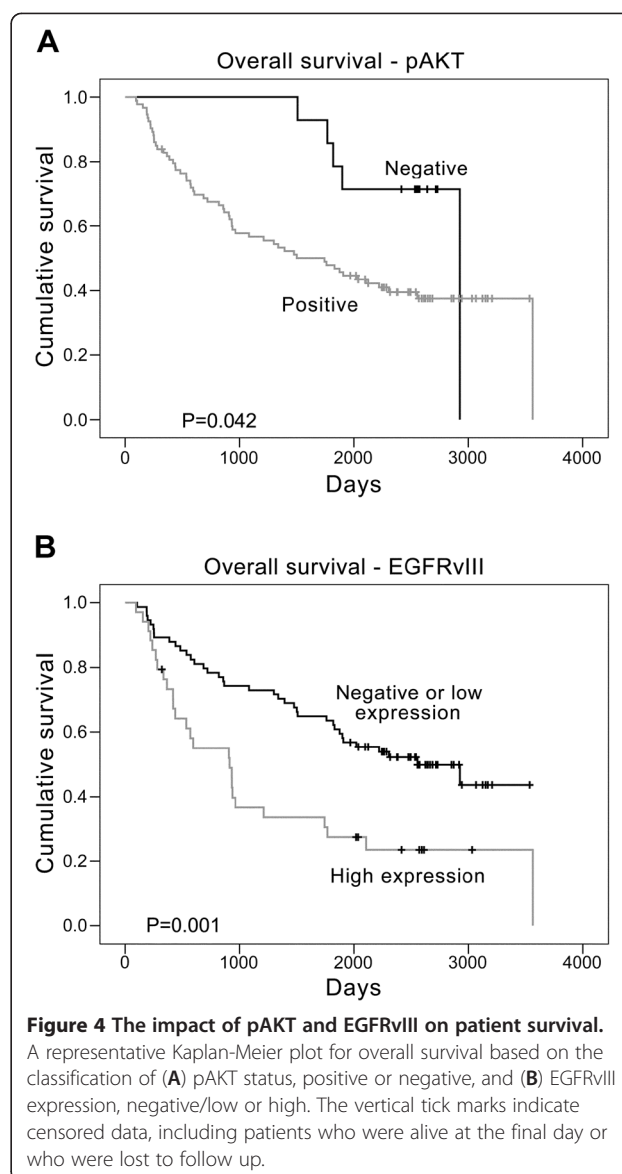 A
Overall survival - pAKT
1.0
0.8
0.6
0.4
0.2
0.0
Cumulative survival
Negative
Positive
P=0.042
0 1000 2000 3000 4000
Days
B
Overall survival - EGFRvIII
1.0
0.8
0.6
0.4
0.2
0.0
Cumulative survival
Negative or low
expression
High expression
P=0.001
0 1000 2000 3000 4000
Days
Figure 4 The impact of pAKT and EGFRvIII on patient survival.
A representative Kaplan-Meier plot for overall survival based on the
classification of (A) pAKT status, positive or negative, and (B) EGFRvIII
expression, negative/low or high. The vertical tick marks indicate
censored data, including patients who were alive at the final day or
who were lost to follow up.